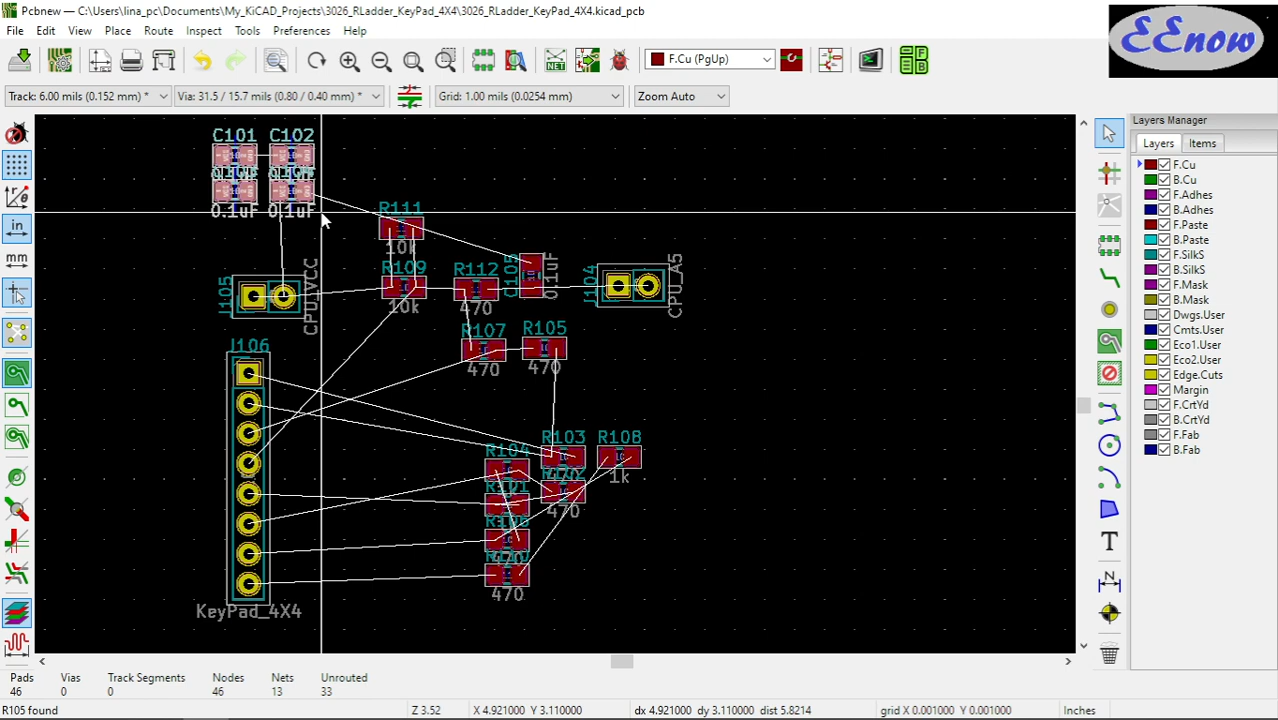 Pcbnew — C:\Users\lina_pc\Documents\My_KiCAD_Projects\3026_RLadder_KeyPad_4X4\3026_RLadder_KeyPad_4X4.kicad_pcb
EEnow
File Edit View Place Route Inspect Tools Preferences Help
NET
F.Cu (PgUp)
Track: 6.00 mils (0.152 mm) *
Via: 31.5 / 15.7 mils (0.80 / 0.40 mm) *
Grid: 1.00 mils (0.0254 mm)
Zoom Auto
Layers Manager
Layers Items
in
mm
C101 C102
0.1uF 0.1uF
R111
10k
R109
10k
R112
470
C105
0.1uF
J104
CPU_A5
J105
CPU_VCC
R107
470
R105
470
J106
KeyPad_4X4
R103
R108
1k
R104
470
470
F.Cu
B.Cu
F.Adhes
B.Adhes
F.Paste
B.Paste
F.SilkS
B.SilkS
F.Mask
B.Mask
Dwgs.User
Cmts.User
Eco1.User
Eco2.User
Edge.Cuts
Margin
F.CrtYd
B.CrtYd
F.Fab
B.Fab
Pads Vias Track Segments Nodes Nets Unrouted
46 0 0 46 13 33
R105 found
Z 3.52
X 4.921000 Y 3.110000
dx 4.921000 dy 3.110000 dist 5.8214
grid X 0.001000 Y 0.001000
Inches